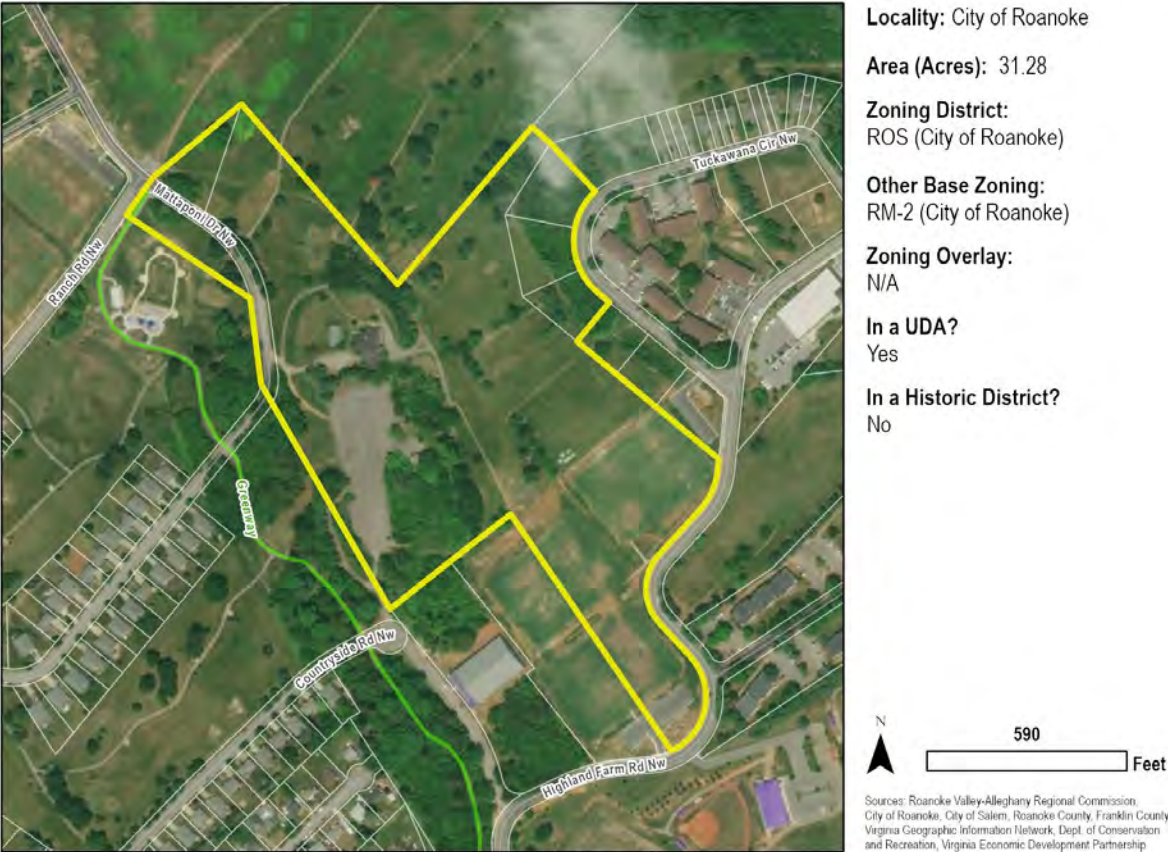 Locality: City of Roanoke
Area (Acres): 31.28
Zoning District:
ROS (City of Roanoke)
Other Base Zoning:
RM-2 (City of Roanoke)
Zoning Overlay:
N/A
In a UDA?
Yes
In a Historic District?
No
Tuckawana Cir Nw
Mattaponi Dr Nw
Ranch Rd Nw
Greenway
Countryside Rd Nw
Highland Farm Rd Nw
N
590
Feet
Sources: Roanoke Valley-Alleghany Regional Commission,
City of Roanoke, City of Salem, Roanoke County, Franklin County
Virginia Geographic Information Network, Dept. of Conservation
and Recreation, Virginia Economic Development Partnership